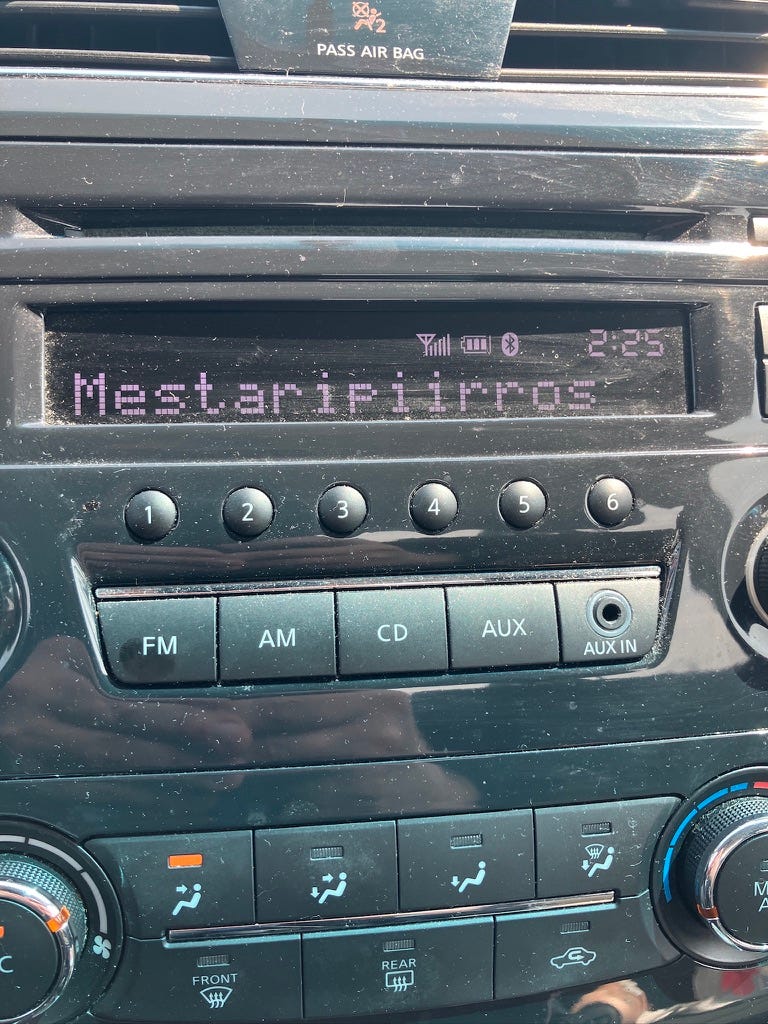 2
PASS AIR BAG
2:25
Mestaripiirros
1 2 3 4 5 6
FM AM CD AUX AUX IN
FRONT
REAR